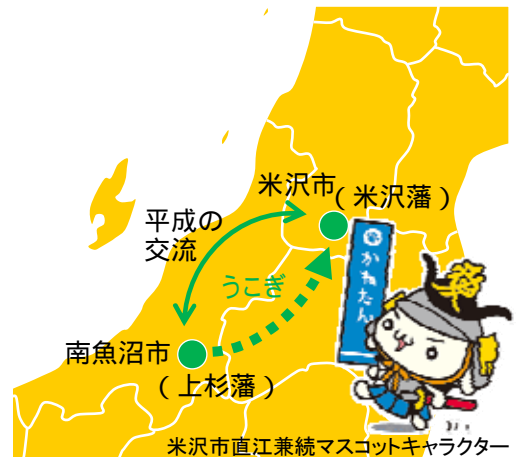 米沢市
(米沢藩)
平成の
交流
うこぎ
かねたん
南魚沼市
(上杉藩)
米沢市直江兼続マスコットキャラクター